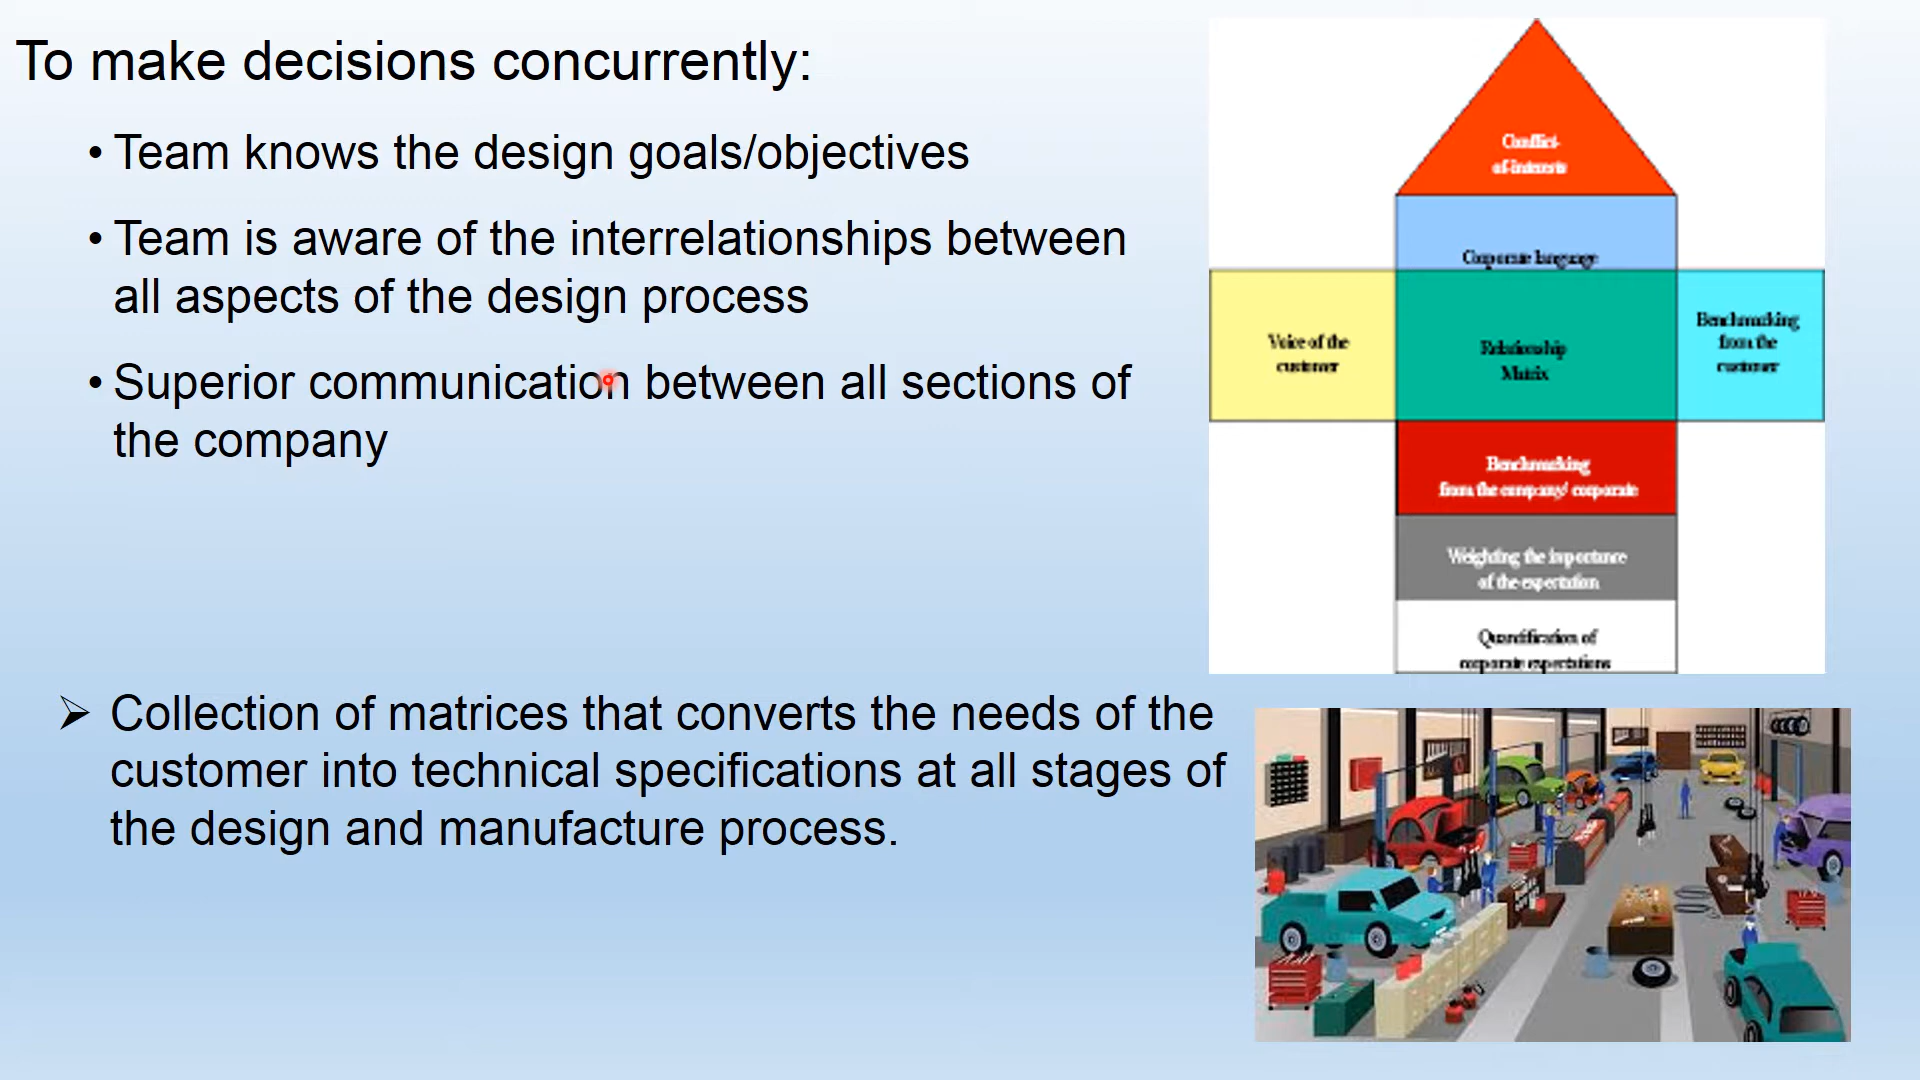 To make decisions concurrently:
• Team knows the design goals/objectives
• Team is aware of the interrelationships between
all aspects of the design process
• Superior communication between all sections of
the company
➢ Collection of matrices that converts the needs of the
customer into technical specifications at all stages of
the design and manufacture process.
Conflict-
of-interests
Corporate language
Voice of the
customer
Relationship
Matrix
Benchmarking
from the
customer
Benchmarking
from the company/ corporate
Weighting the importance
of the expectation
Quantification of
corporate expectations